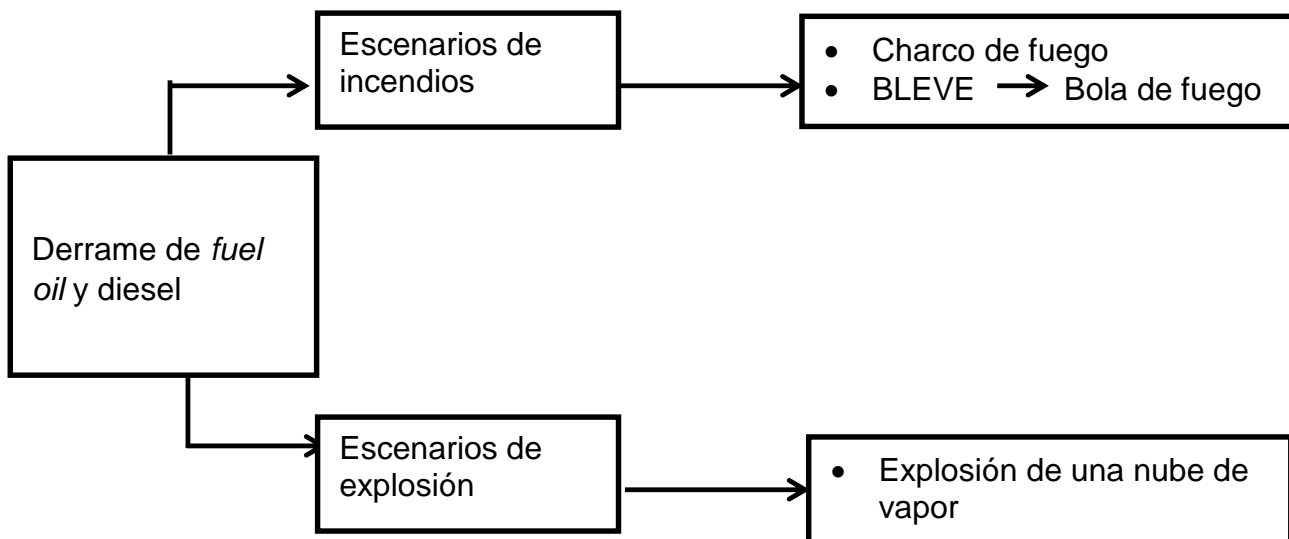 Escenarios de
incendios
• Charco de fuego
• BLEVE → Bola de fuego
Derrame de fuel
oil y diesel
Escenarios de
explosión
• Explosión de una nube de
vapor